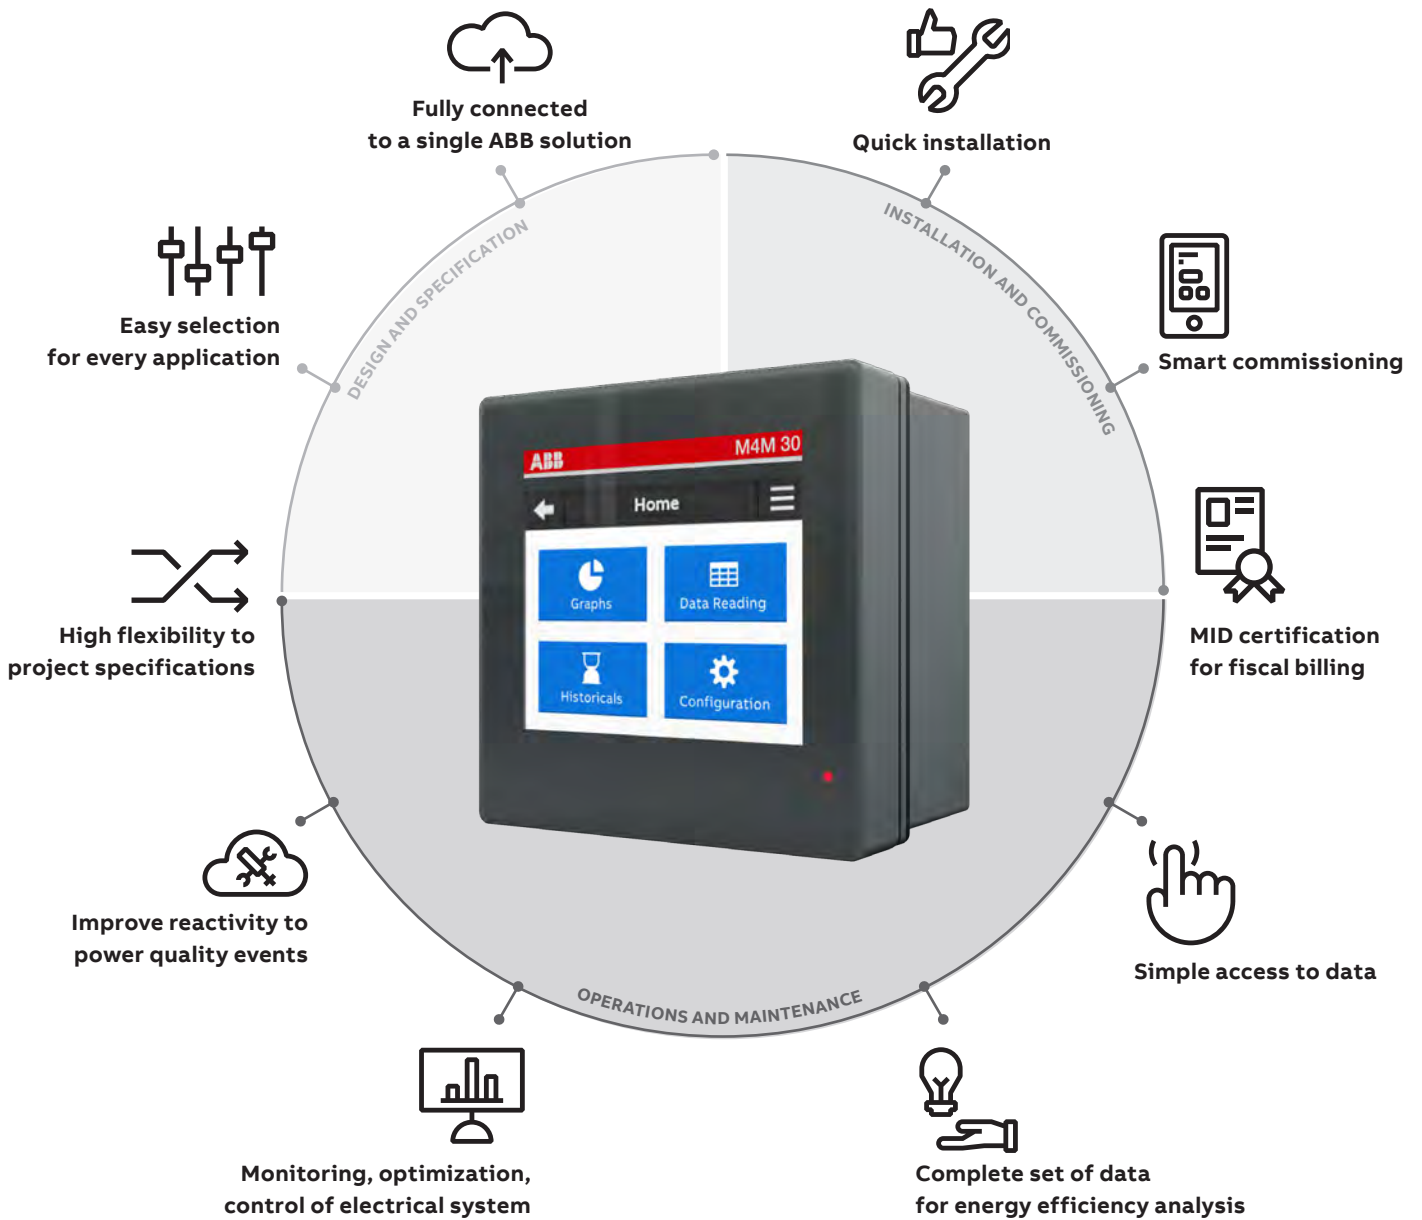 Fully connected
to a single ABB solution
Quick installation
DESIGN AND SPECIFICATION
INSTALLATION AND COMMISSIONING
Easy selection
for every application
Smart commissioning
ABB
M4M 30
Home
Graphs
Data Reading
Historicals
Configuration
High flexibility to
project specifications
MID certification
for fiscal billing
Improve reactivity to
power quality events
Simple access to data
OPERATIONS AND MAINTENANCE
Monitoring, optimization,
control of electrical system
Complete set of data
for energy efficiency analysis